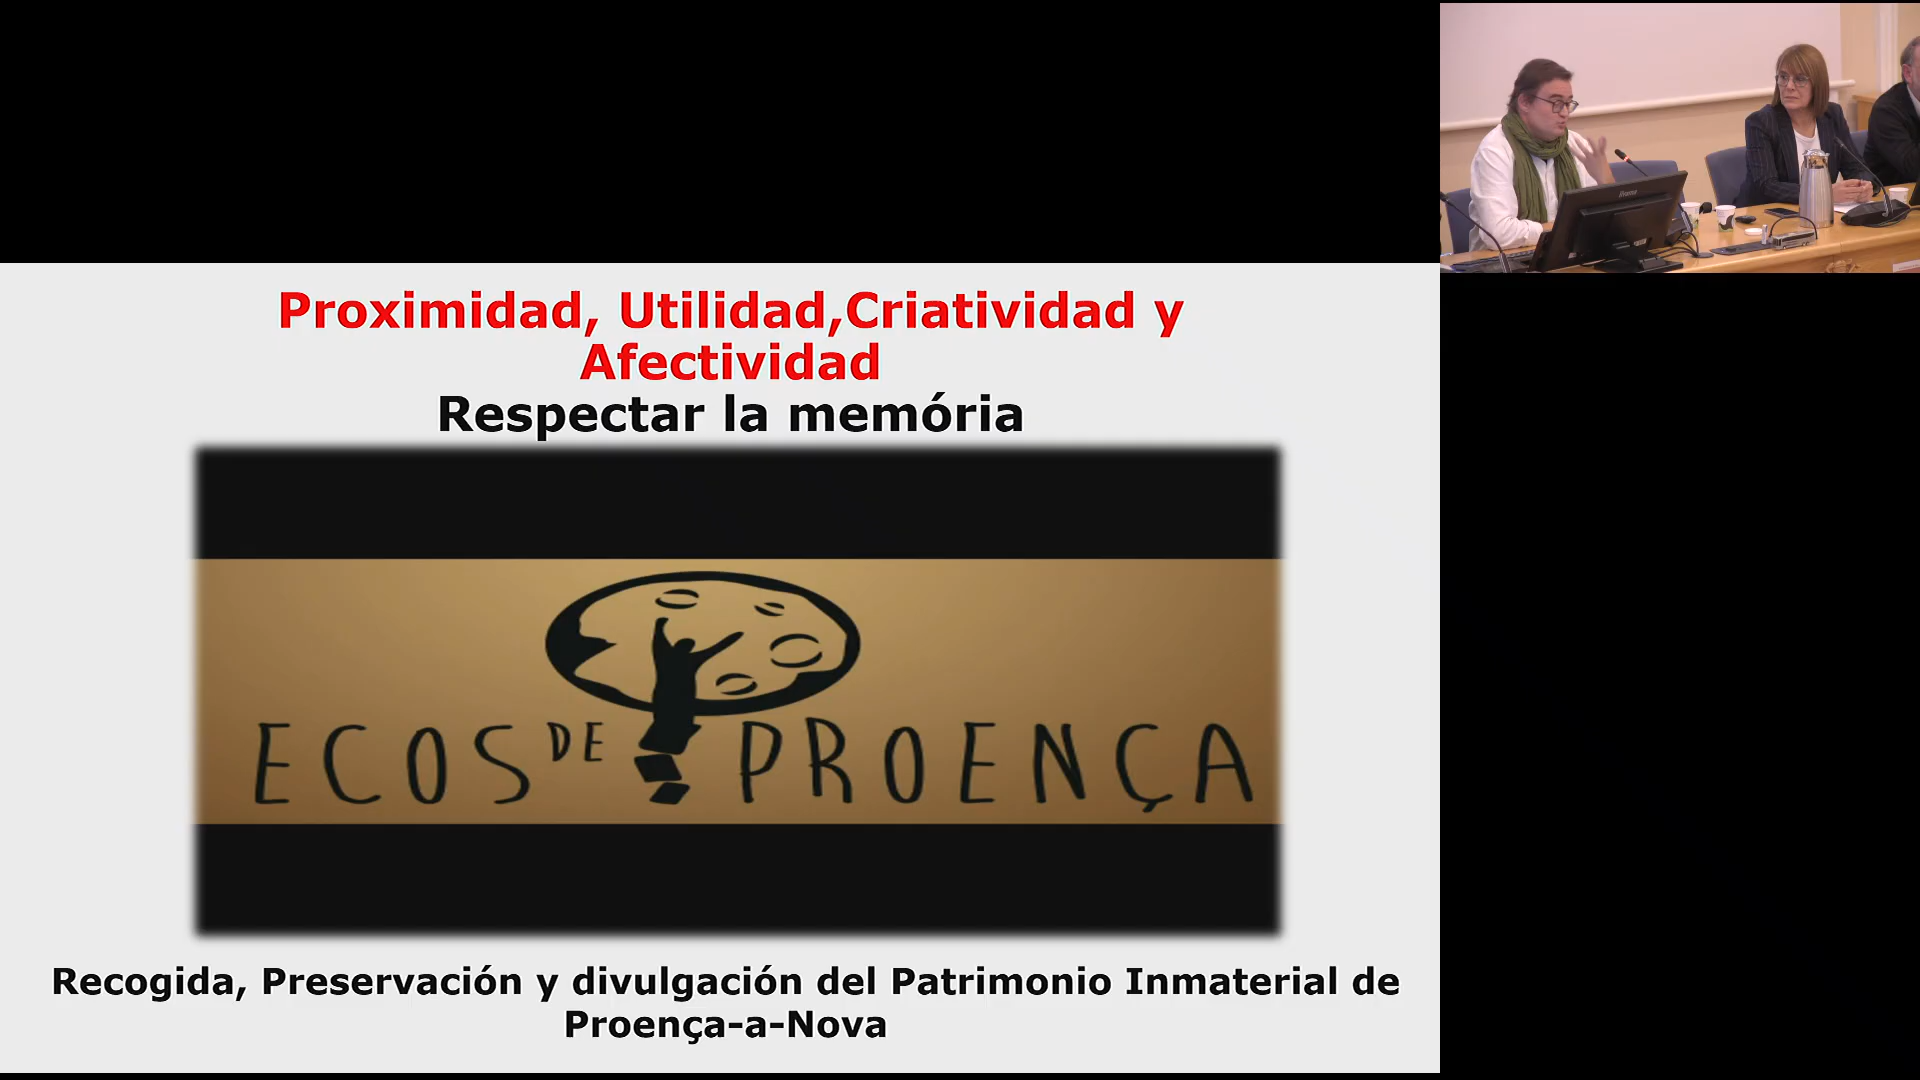 Proximidad, Utilidad,Criatividad y
Afectividad
Respectar la memória
ECOS DE PROENÇA
Recogida, Preservación y divulgación del Patrimonio Inmaterial de
Proença-a-Nova